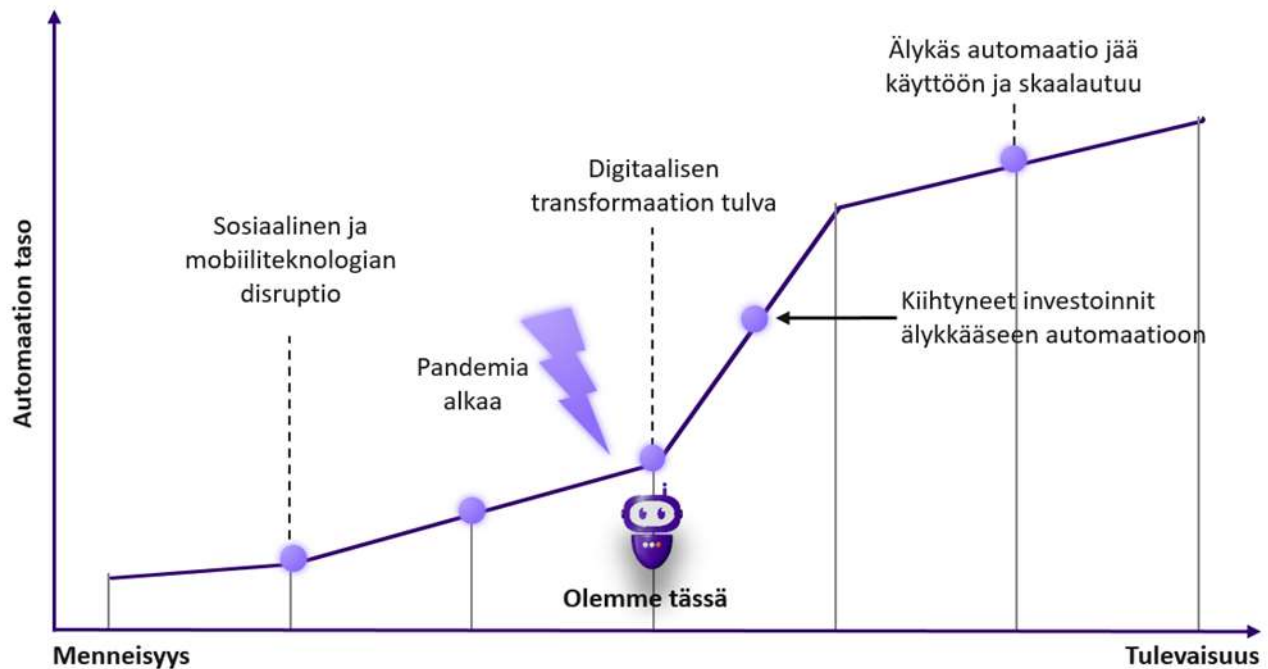 Älykäs automaatio jää
käyttöön ja skaalautuu
Digitaalisen
transformaation tulva
Sosiaalinen ja
mobiiliteknologian
disruptio
Automaation taso
Kiihtyneet investoinnit
älykkääseen automaatioon
Pandemia
alkaa
Olemme tässä
Menneisyys
Tulevaisuus